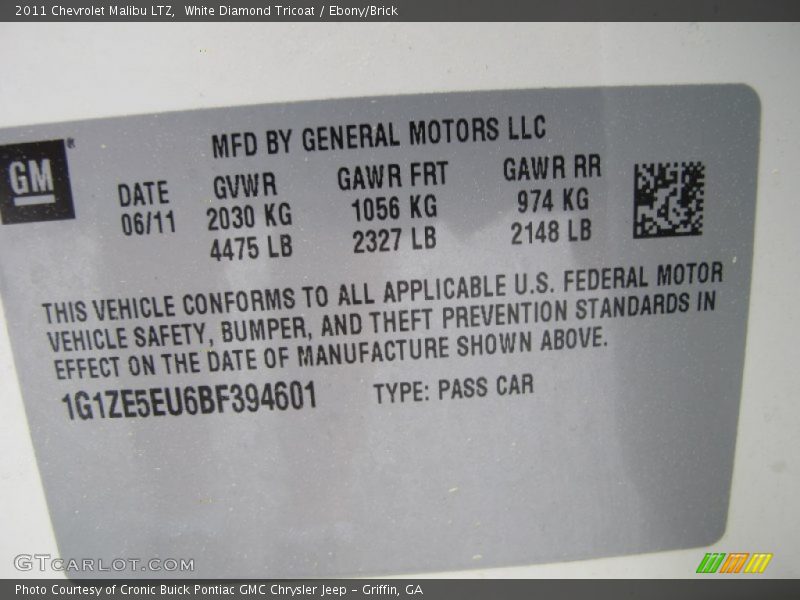 2011 Chevrolet Malibu LTZ, White Diamond Tricoat / Ebony/Brick
GM®
MFD BY GENERAL MOTORS LLC
DATE GVWR GAWR FRT GAWR RR
06/11 2030 KG 1056 KG 974 KG
4475 LB 2327 LB 2148 LB
THIS VEHICLE CONFORMS TO ALL APPLICABLE U.S. FEDERAL MOTOR
VEHICLE SAFETY, BUMPER, AND THEFT PREVENTION STANDARDS IN
EFFECT ON THE DATE OF MANUFACTURE SHOWN ABOVE.
1G1ZE5EU6BF394601 TYPE: PASS CAR
GTCARLOT.COM
Photo Courtesy of Cronic Buick Pontiac GMC Chrysler Jeep - Griffin, GA